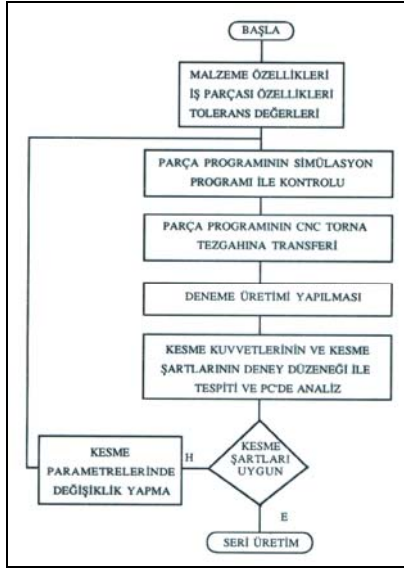 BAŞLA
MALZEME ÖZELLİKLERİ
İŞ PARÇASI ÖZELLİKLERİ
TOLERANS DEĞERLERİ
PARÇA PROGRAMININ SİMÜLASYON
PROGRAMI İLE KONTROLU
PARÇA PROGRAMININ CNC TORNA
TEZGAHINA TRANSFERİ
DENEME ÜRETİMİ YAPILMASI
KESME KUVVETLERİNİN VE KESME
ŞARTLARININ DENEY DÜZENEĞİ İLE
TESPİTİ VE PC'DE ANALİZ
KESME
ŞARTLARI
UYGUN
H
KESME
PARAMETRELERİNDE
DEĞİŞİKLİK YAPMA
E
SERİ ÜRETİM